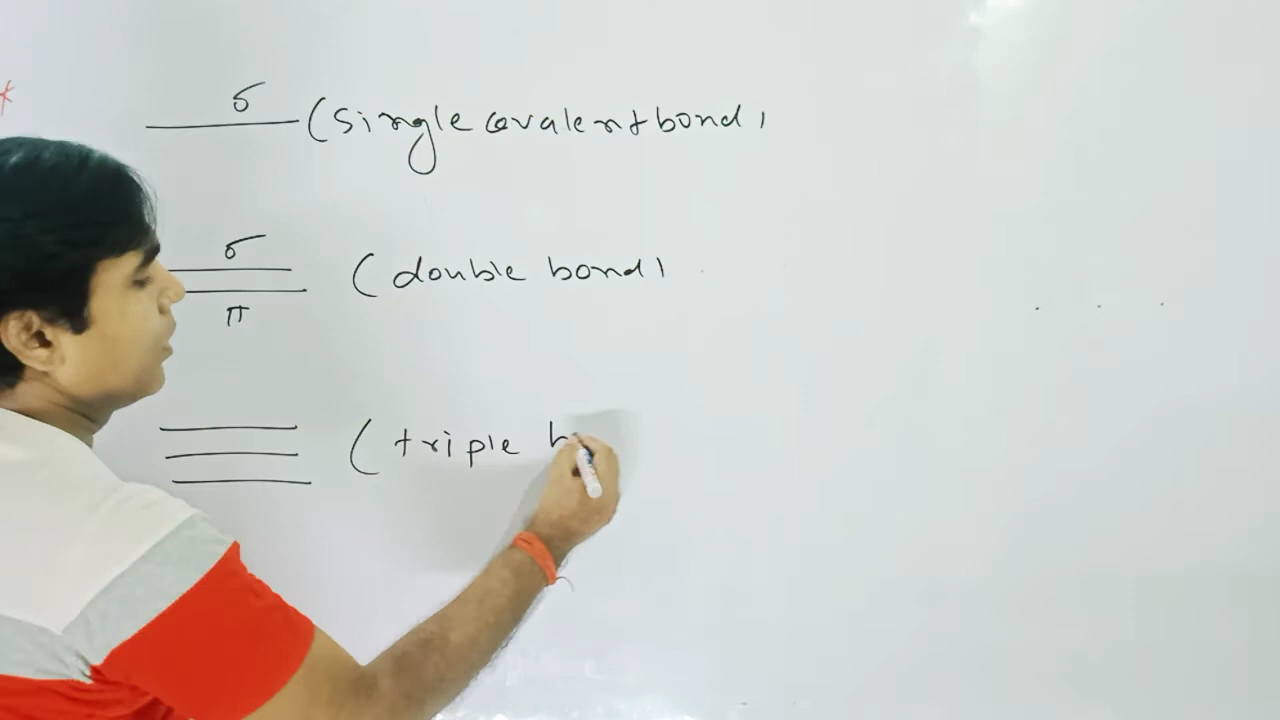 σ
(single covalent bond)
σ
(double bond)
π
(triple b